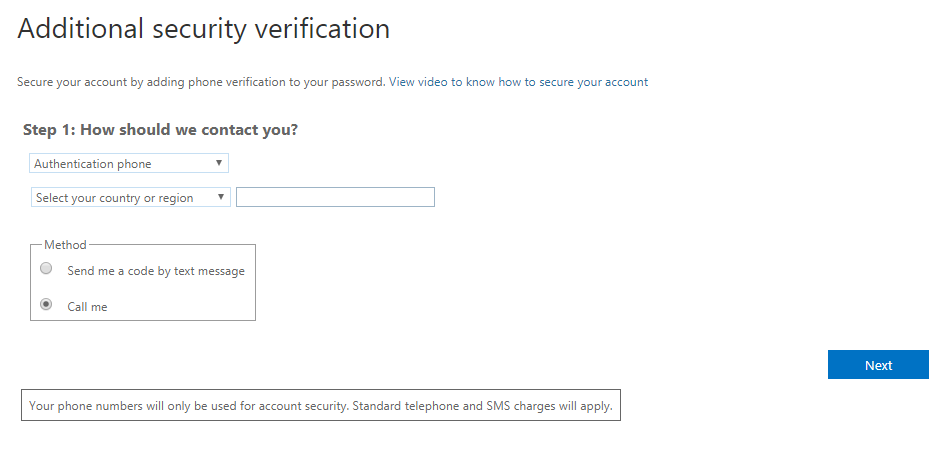 Additional security verification
Secure your account by adding phone verification to your password. View video to know how to secure your account
Step 1: How should we contact you?
Authentication phone
Select your country or region
Method
Send me a code by text message
Call me
Next
Your phone numbers will only be used for account security. Standard telephone and SMS charges will apply.